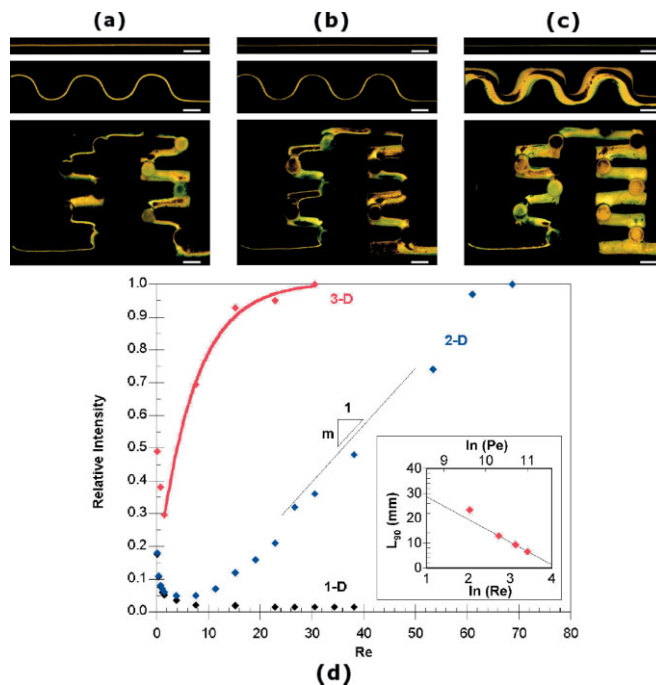 (a) (b) (c)
1.0
0.9
0.8
0.7
0.6
0.5
0.4
0.3
0.2
0.1
0.0
Relative Intensity
0 10 20 30 40 50 60 70 80
Re
3-D
2-D
1-D
1
m
ln (Pe)
9 10 11
40
30
20
10
0
L90 (mm)
1 2 3 4
ln (Re)
(d)